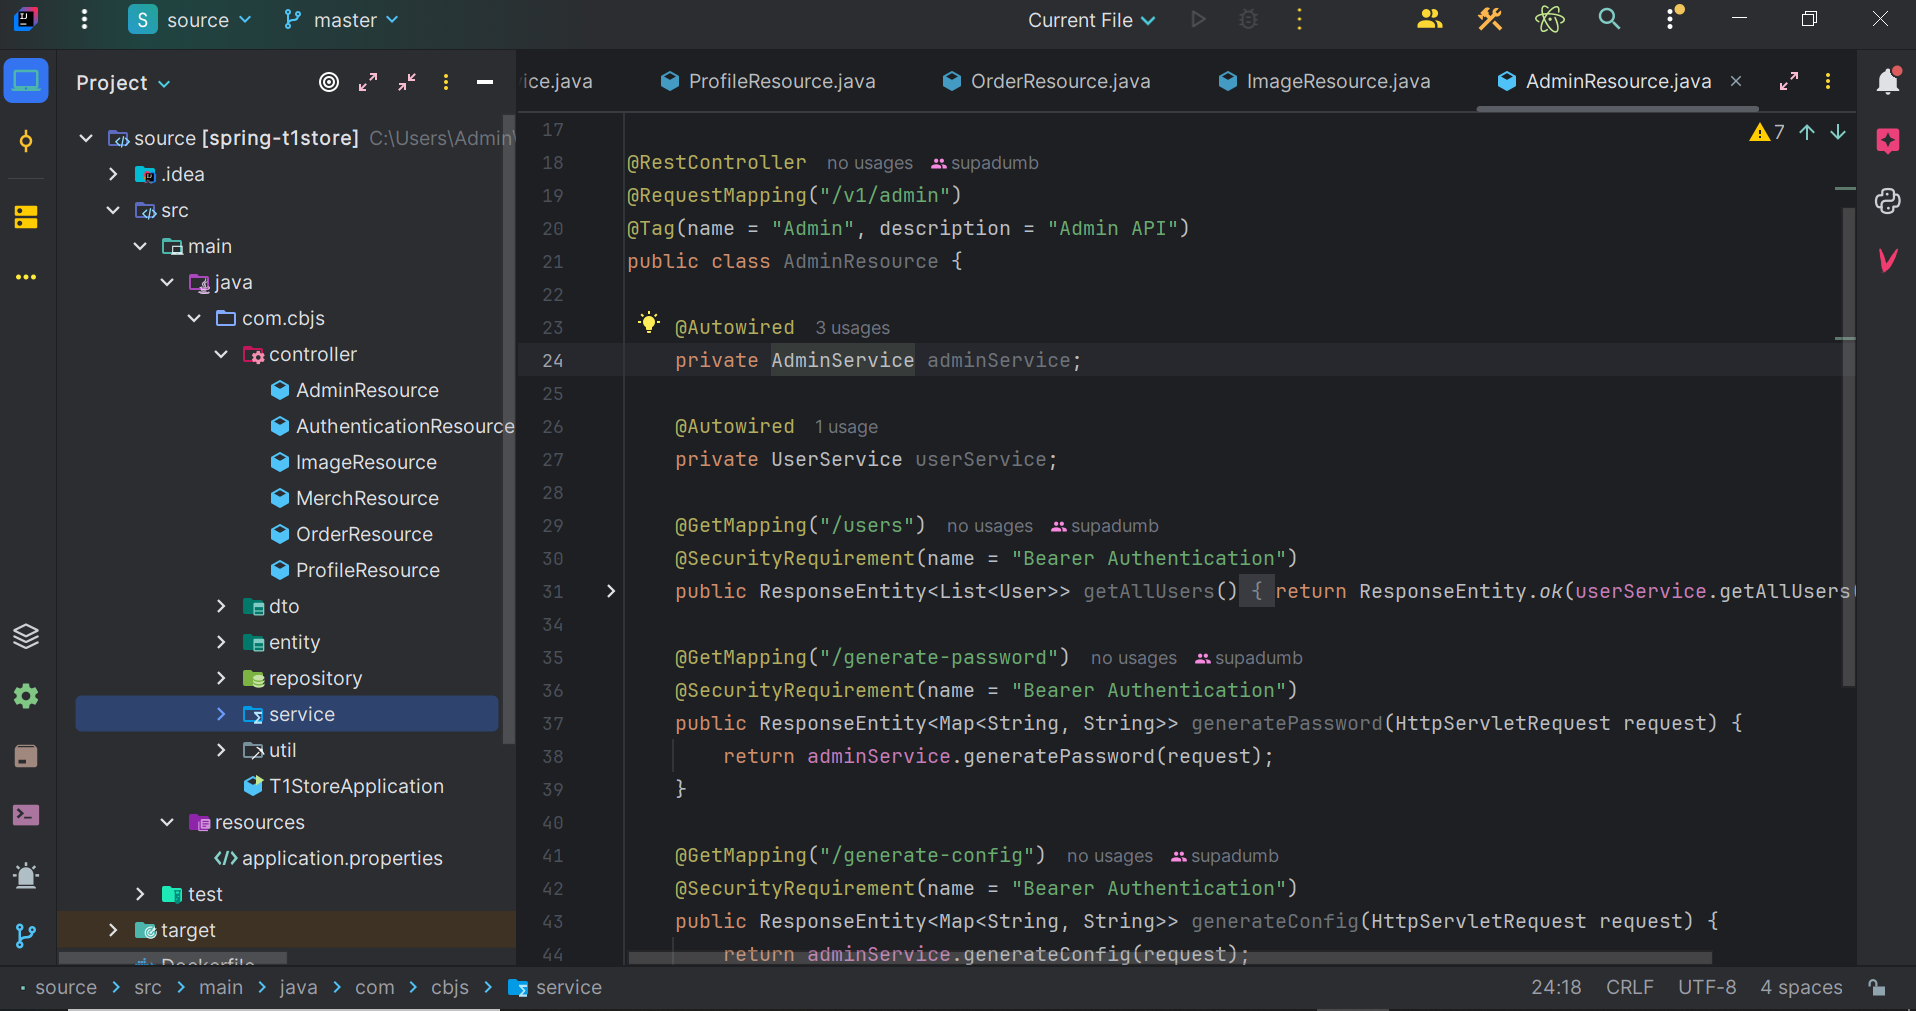 source master Current File
Project
ice.java ProfileResource.java OrderResource.java ImageResource.java AdminResource.java
7
source [spring-t1store] C:\Users\Admin\
.idea
src
main
java
com.cbjs
controller
AdminResource
AuthenticationResource
ImageResource
MerchResource
OrderResource
ProfileResource
dto
entity
repository
service
util
T1StoreApplication
resources
application.properties
test
target
Dockerfile
17
18 @RestController no usages supadumb
19 @RequestMapping("/v1/admin")
20 @Tag(name = "Admin", description = "Admin API")
21 public class AdminResource {
22
23 @Autowired 3 usages
24 private AdminService adminService;
25
26 @Autowired 1 usage
27 private UserService userService;
28
29 @GetMapping("/users") no usages supadumb
30 @SecurityRequirement(name = "Bearer Authentication")
31 public ResponseEntity<List<User>> getAllUsers() { return ResponseEntity.ok(userService.getAllUsers(
34
35 @GetMapping("/generate-password") no usages supadumb
36 @SecurityRequirement(name = "Bearer Authentication")
37 public ResponseEntity<Map<String, String>> generatePassword(HttpServletRequest request) {
38 return adminService.generatePassword(request);
39 }
40
41 @GetMapping("/generate-config") no usages supadumb
42 @SecurityRequirement(name = "Bearer Authentication")
43 public ResponseEntity<Map<String, String>> generateConfig(HttpServletRequest request) {
44 return adminService.generateConfig(request);
source > src > main > java > com > cbjs > service 24:18 CRLF UTF-8 4 spaces